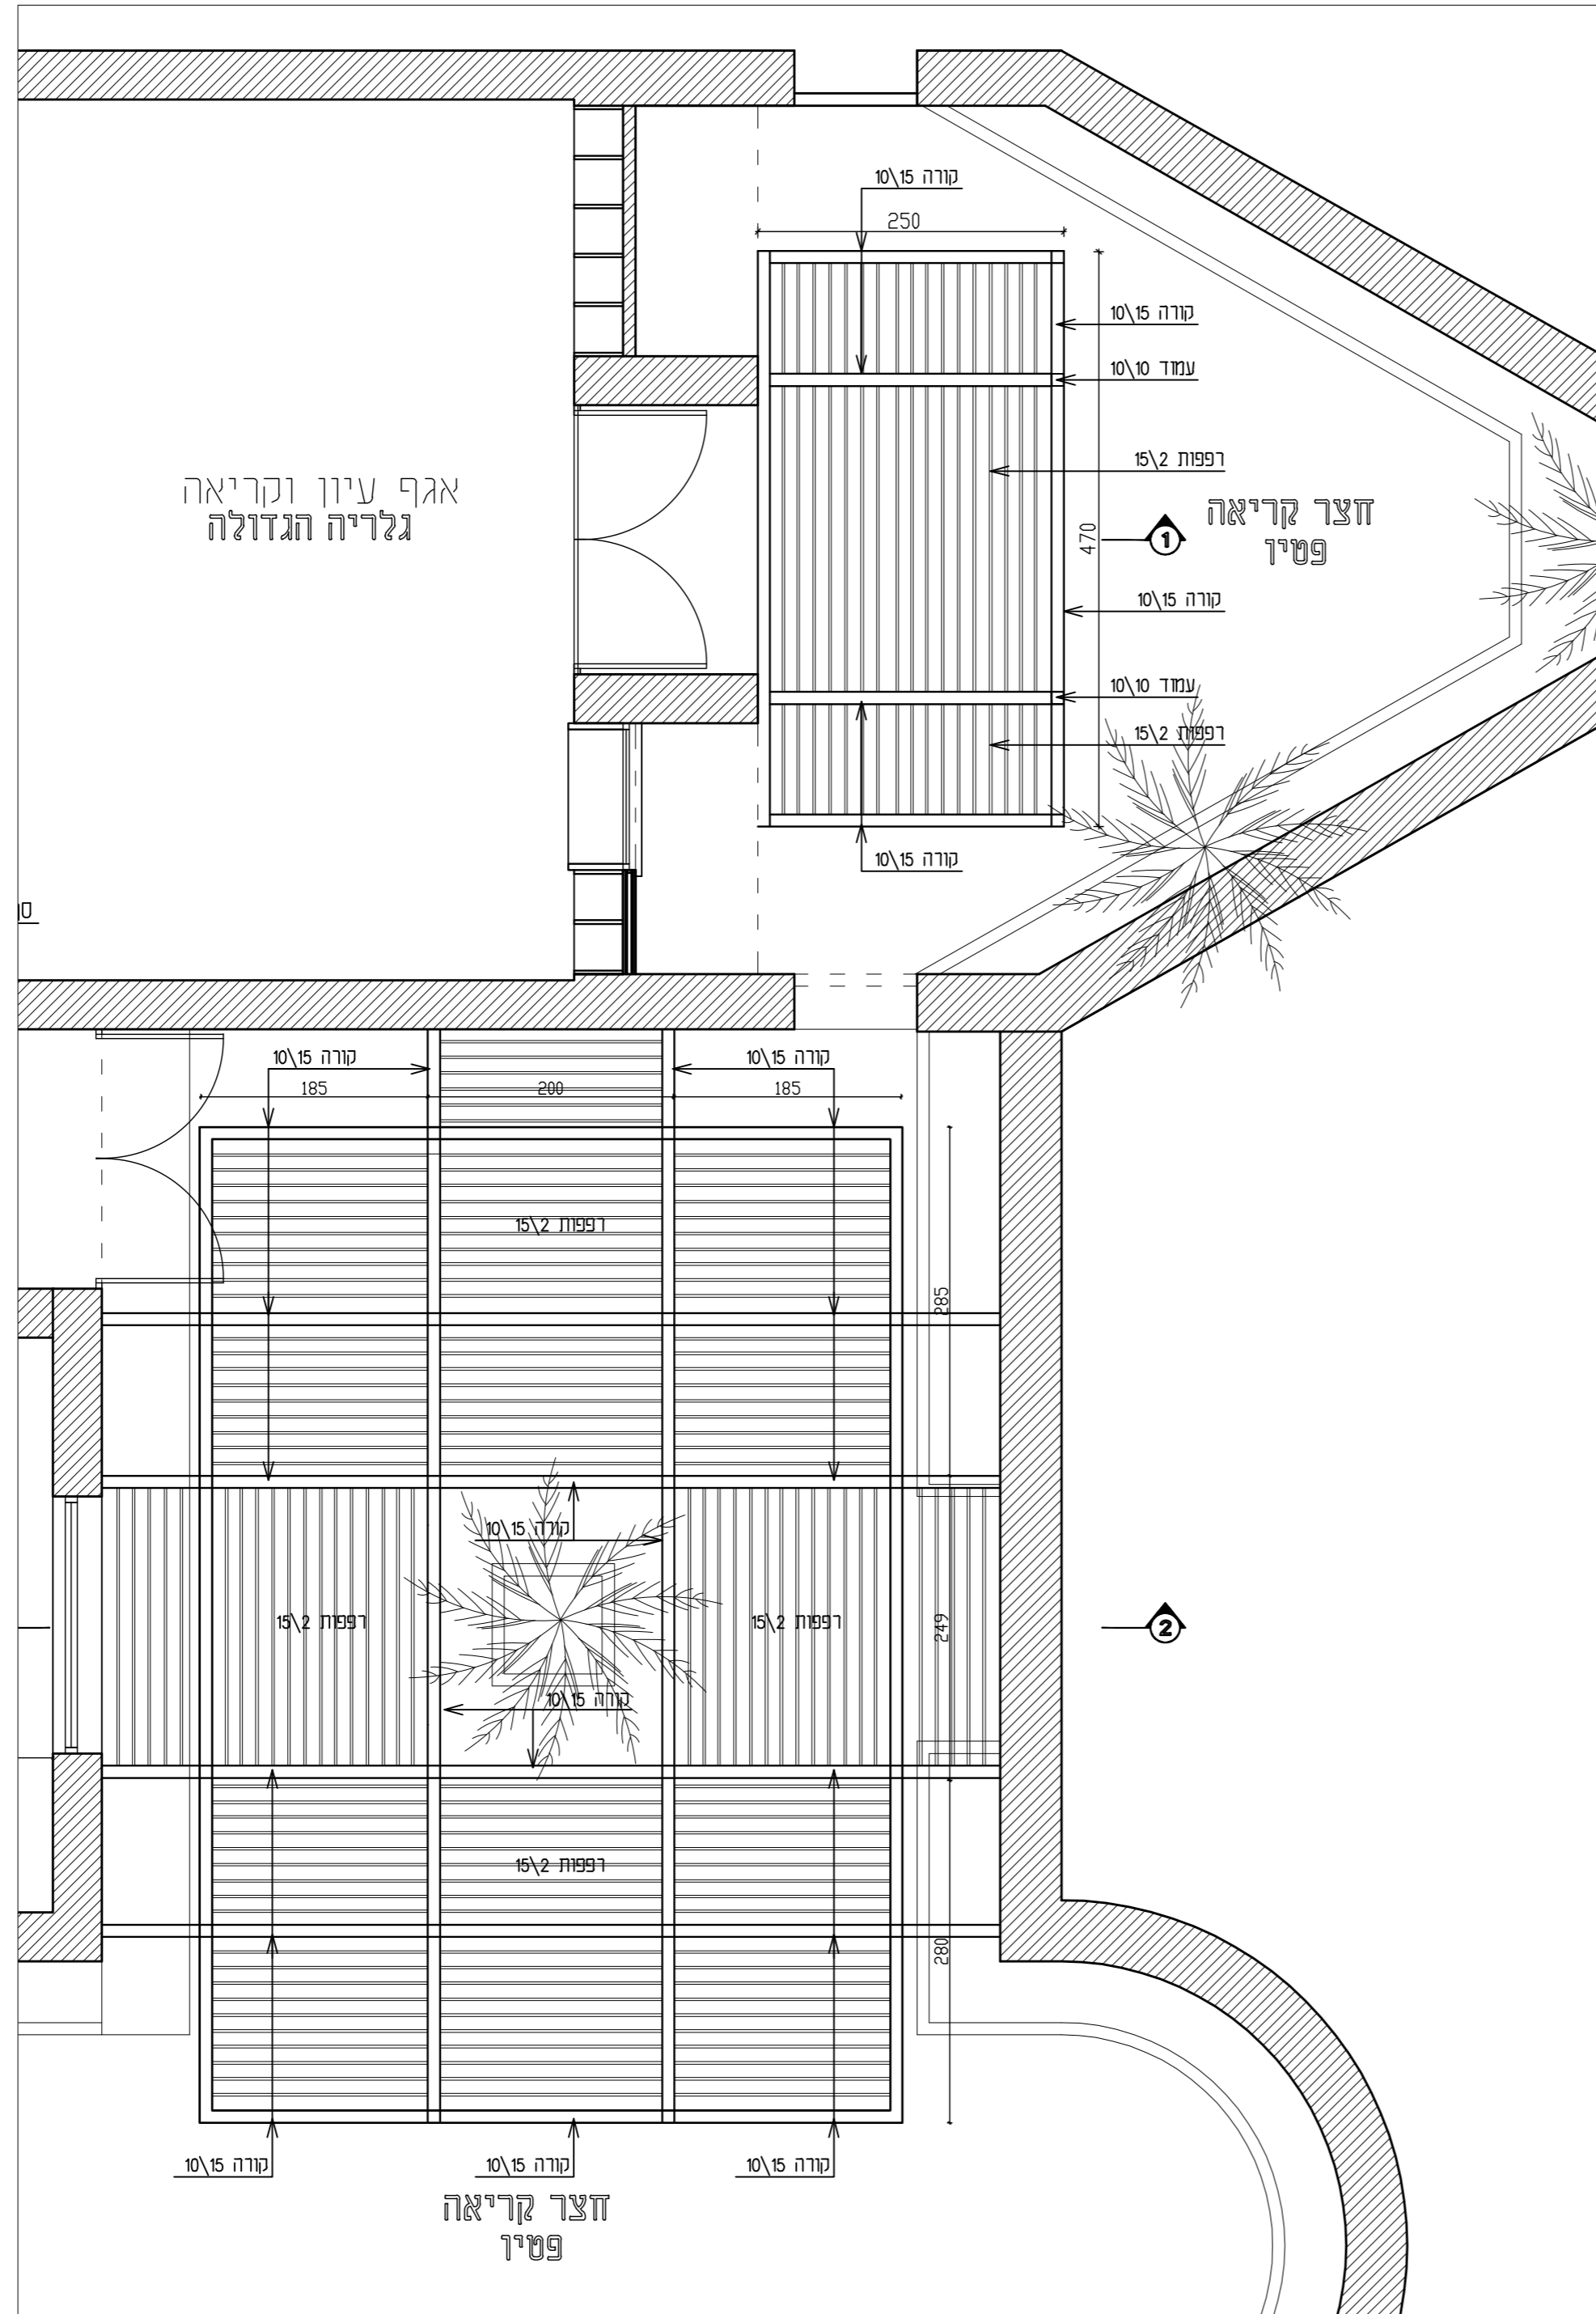 קורה 10\15
250
קורה 10\15
עמוד 10\10
רפפות 15\2
אגף עיון וקריאה
גלריה הגדולה
חצר קריאה
פטיו
1
470
קורה 10\15
עמוד 10\10
רפפות 15\2
קורה 10\15
קורה 10\15
קורה 10\15
185
200
185
רפפות 15\2
285
קורה 10\15
רפפות 15\2
רפפות 15\2
249
2
קורה 10\15
רפפות 15\2
280
קורה 10\15
קורה 10\15
קורה 10\15
חצר קריאה
פטיו